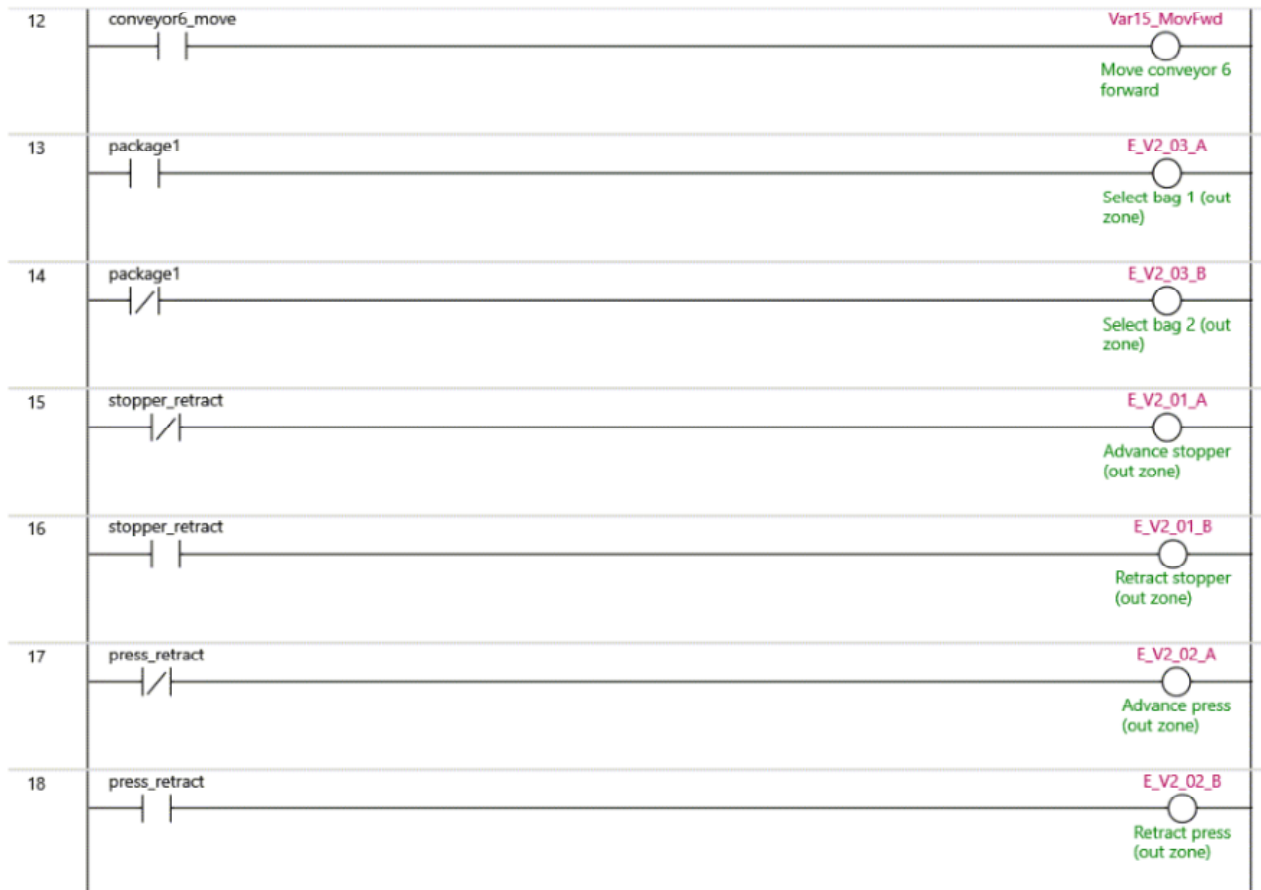 12
conveyor6_move
Var15_MovFwd
Move conveyor 6
forward
13
package1
E_V2_03_A
Select bag 1 (out
zone)
14
package1
E_V2_03_B
Select bag 2 (out
zone)
15
stopper_retract
E_V2_01_A
Advance stopper
(out zone)
16
stopper_retract
E_V2_01_B
Retract stopper
(out zone)
17
press_retract
E_V2_02_A
Advance press
(out zone)
18
press_retract
E_V2_02_B
Retract press
(out zone)